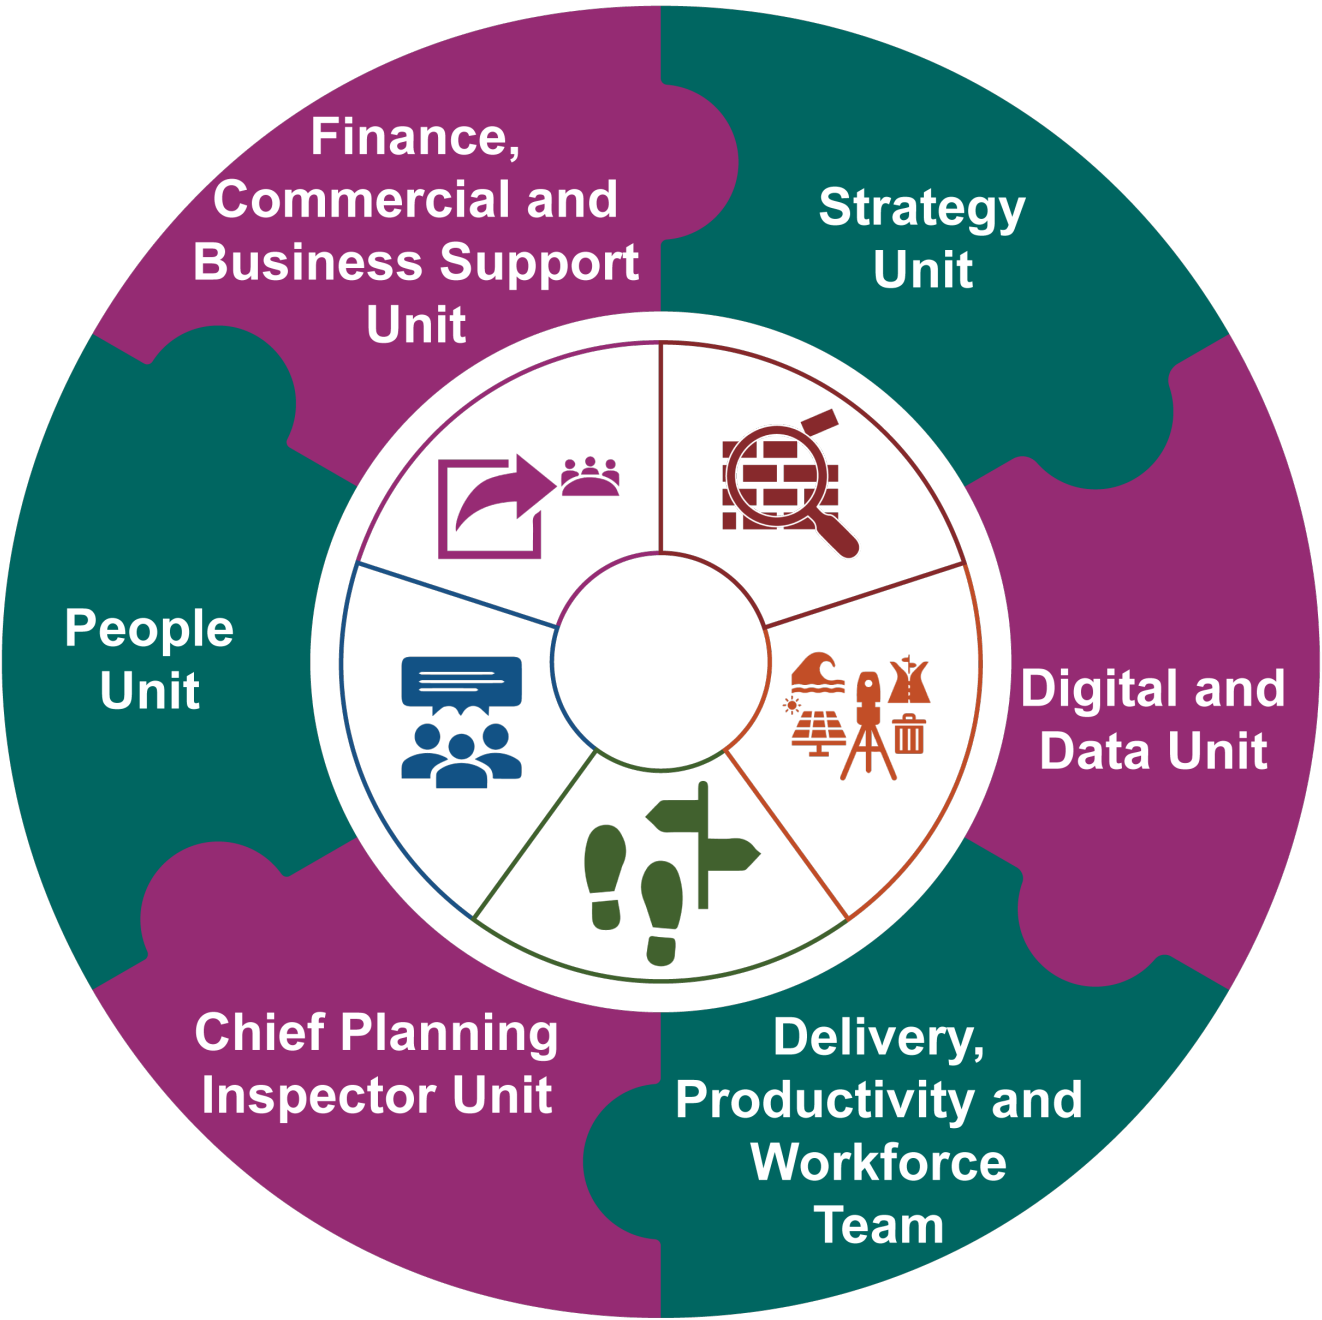 Finance,
Commercial and
Business Support
Unit
Strategy
Unit
Digital and
Data Unit
Delivery,
Productivity and
Workforce
Team
Chief Planning
Inspector Unit
People
Unit